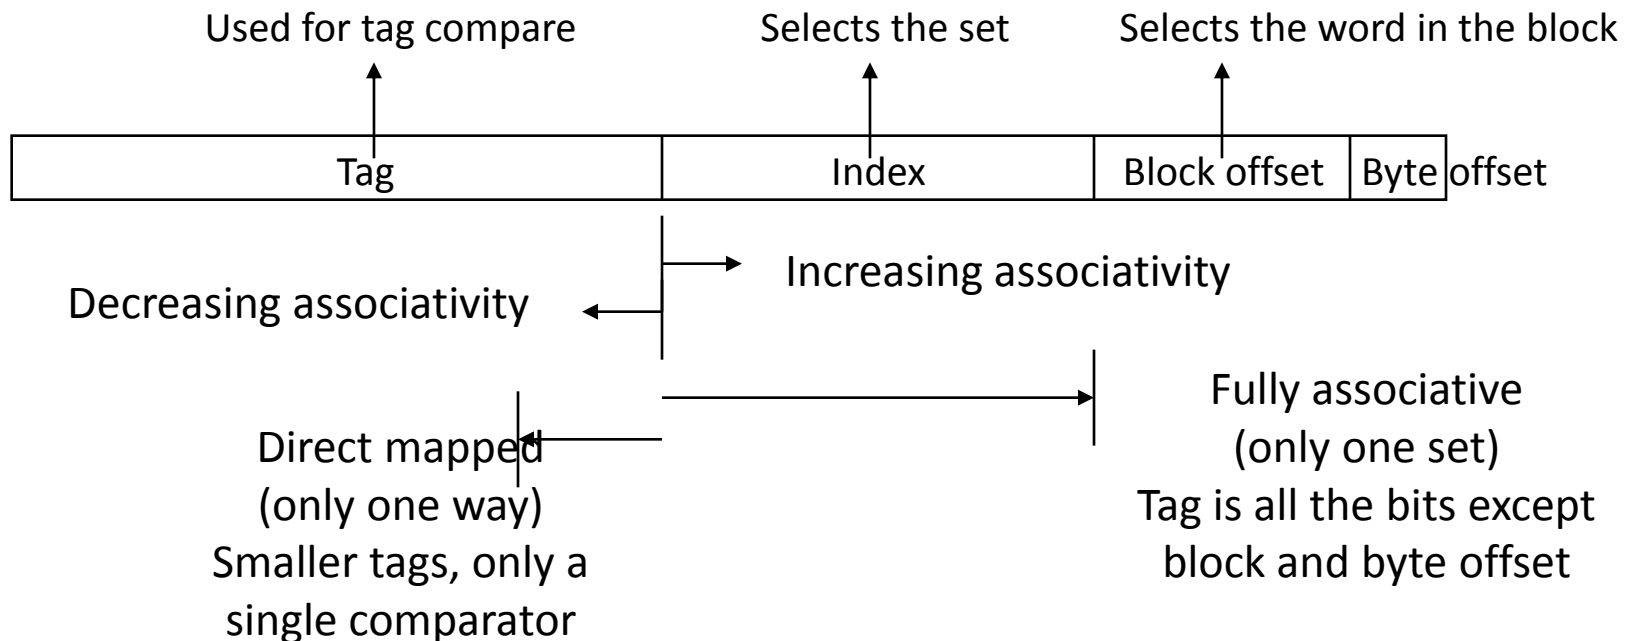 Used for tag compare
Selects the set
Selects the word in the block
Tag
Index
Block offset
Byte offset
Increasing associativity
Decreasing associativity
Fully associative
(only one set)
Tag is all the bits except
block and byte offset
Direct mapped
(only one way)
Smaller tags, only a
single comparator